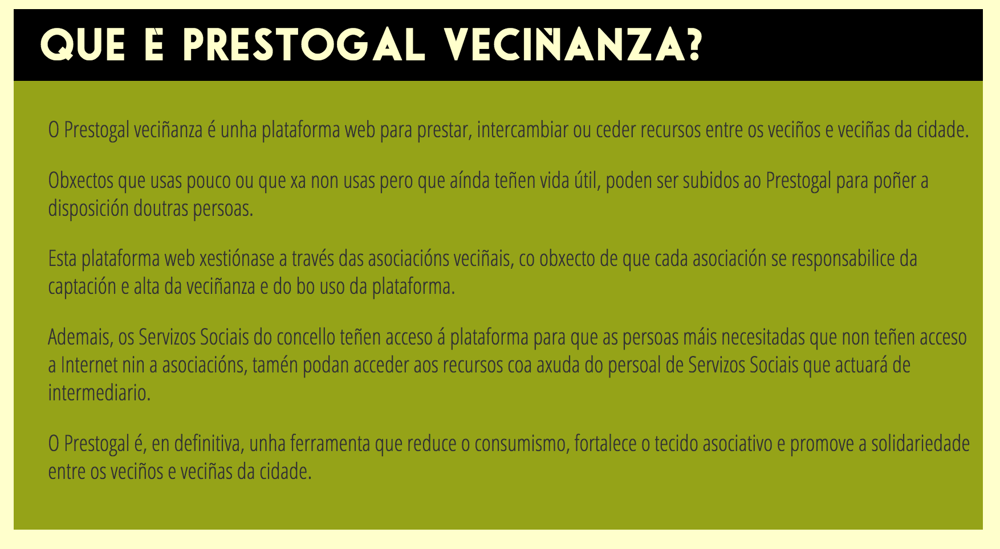 QUE É PRESTOGAL VECIÑANZA?
O Prestogal veciñanza é unha plataforma web para prestar, intercambiar ou ceder recursos entre os veciños e veciñas da cidade.
Obxectos que usas pouco ou que xa non usas pero que aínda teñen vida útil, poden ser subidos ao Prestogal para poñer a
disposición doutras persoas.
Esta plataforma web xestiónase a través das asociacións veciñais, co obxecto de que cada asociación se responsabilice da
captación e alta da veciñanza e do bo uso da plataforma.
Ademais, os Servizos Sociais do concello teñen acceso á plataforma para que as persoas máis necesitadas que non teñen acceso
a Internet nin a asociacións, tamén podan acceder aos recursos coa axuda do persoal de Servizos Sociais que actuará de
intermediario.
O Prestogal é, en definitiva, unha ferramenta que reduce o consumismo, fortalece o tecido asociativo e promove a solidariedade
entre os veciños e veciñas da cidade.